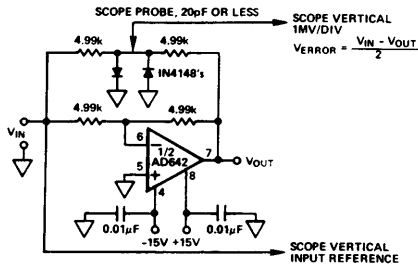 SCOPE PROBE, 20pF OR LESS
SCOPE VERTICAL
1MV/DIV
VERROR = VIN - VOUT
2
4.99k
4.99k
IN4148's
4.99k
4.99k
VIN
6
7
VOUT
1/2
AD642
8
5
4
0.01µF
-15V +15V
0.01µF
SCOPE VERTICAL
INPUT REFERENCE